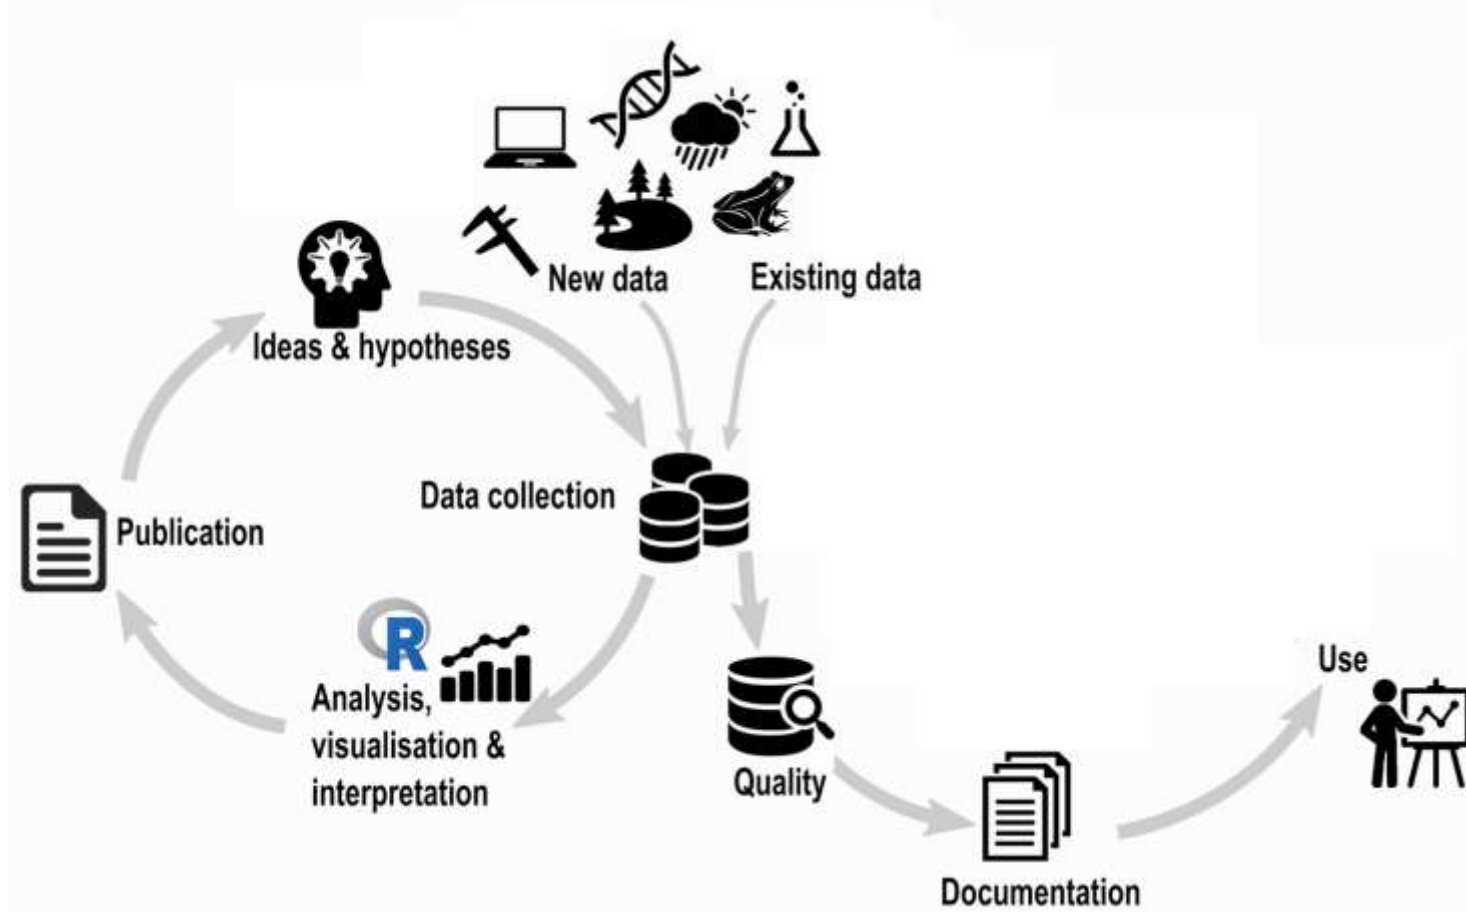 New data
Existing data
Ideas & hypotheses
Data collection
Publication
R
Analysis,
visualisation &
interpretation
Use
Quality
Documentation